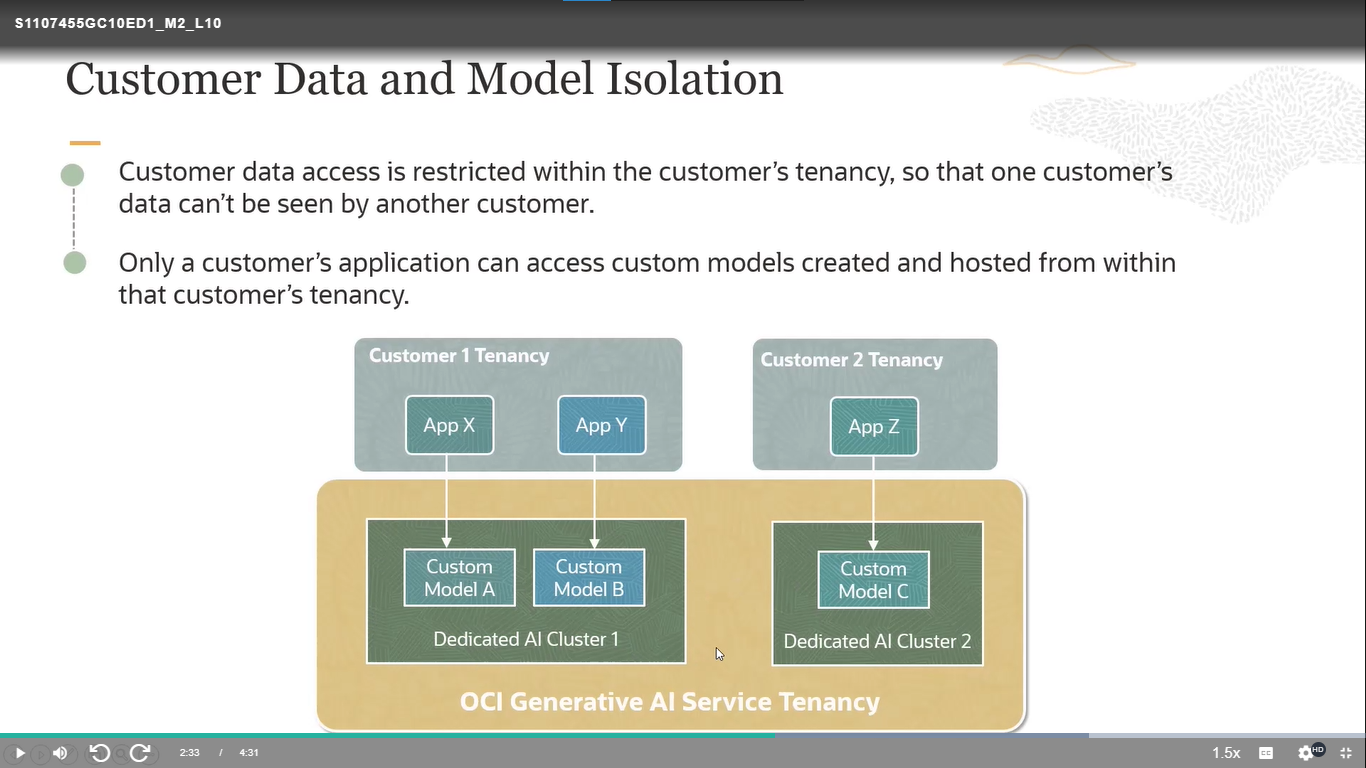 S1107455GC10ED1_M2_L10
Customer Data and Model Isolation
Customer data access is restricted within the customer’s tenancy, so that one customer’s
data can’t be seen by another customer.
Only a customer’s application can access custom models created and hosted from within
that customer’s tenancy.
Customer 1 Tenancy
Customer 2 Tenancy
App X
App Y
App Z
Custom
Model A
Custom
Model B
Custom
Model C
Dedicated AI Cluster 1
Dedicated AI Cluster 2
OCI Generative AI Service Tenancy
2:33 / 4:31
1.5x
CC
HD